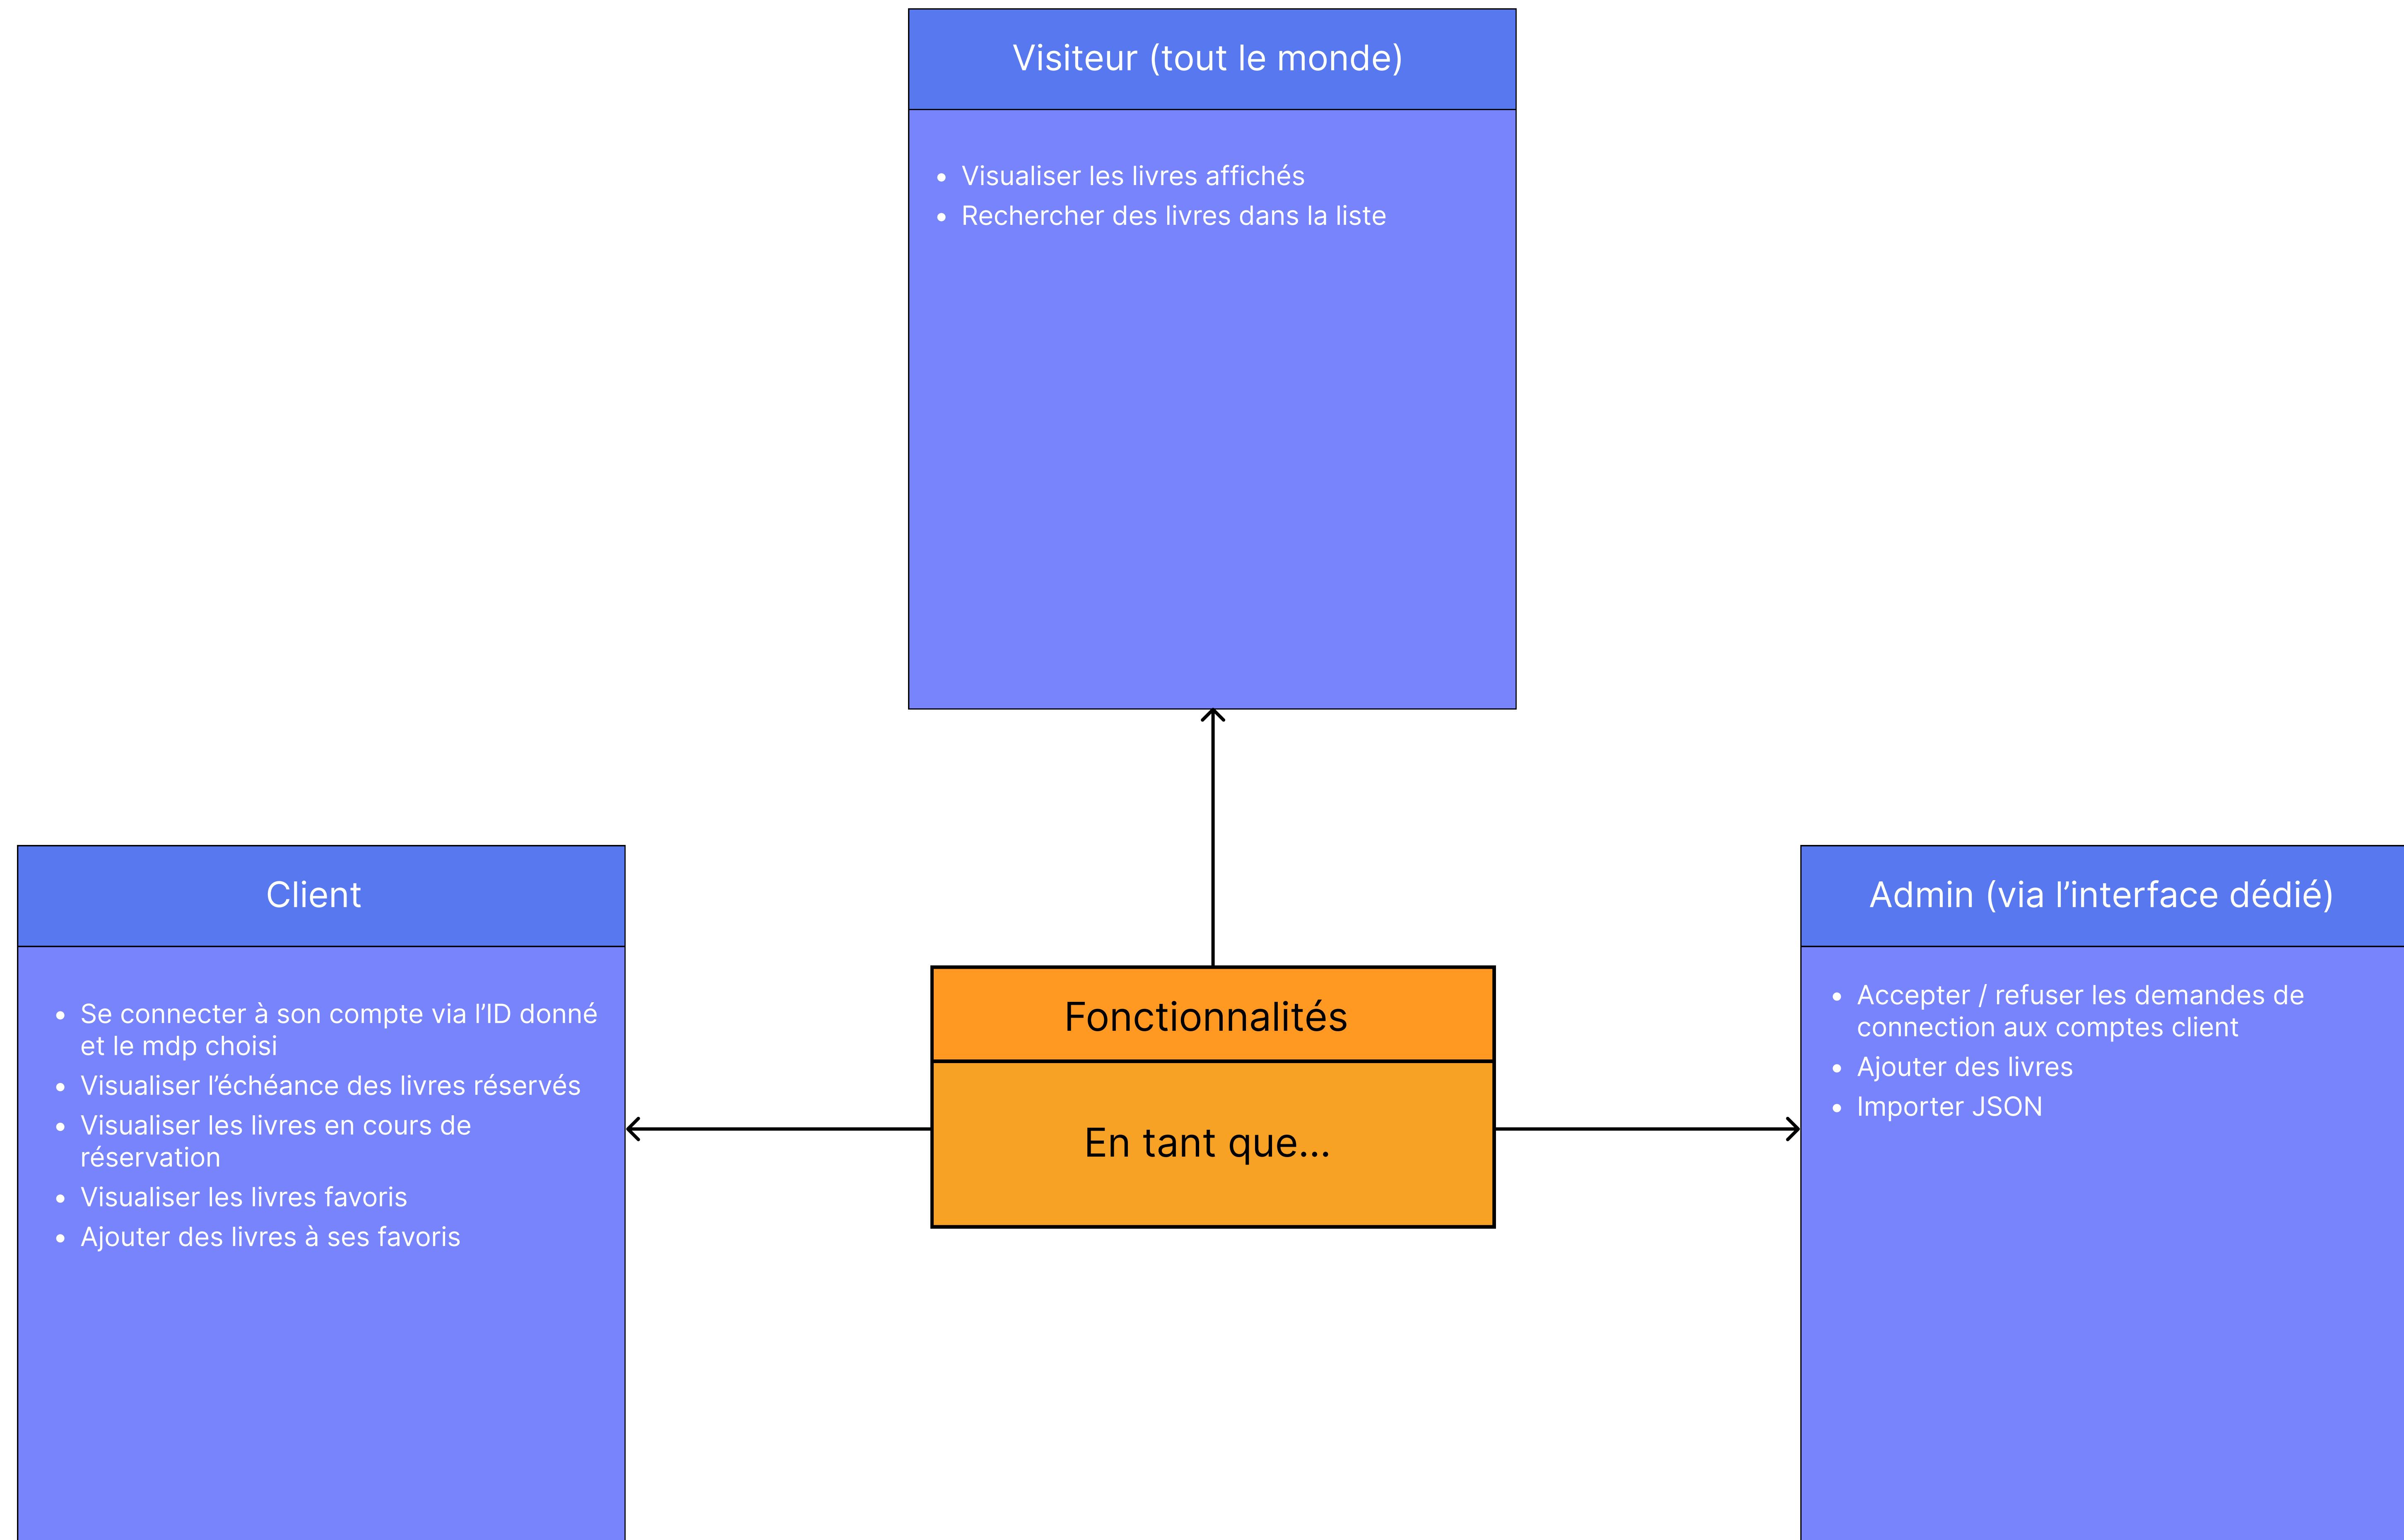 Visiteur (tout le monde)
• Visualiser les livres affichés
• Rechercher des livres dans la liste
Client
• Se connecter à son compte via l’ID donné
et le mdp choisi
• Visualiser l’échéance des livres réservés
• Visualiser les livres en cours de
réservation
• Visualiser les livres favoris
• Ajouter des livres à ses favoris
Fonctionnalités
En tant que...
Admin (via l’interface dédié)
• Accepter / refuser les demandes de
connection aux comptes client
• Ajouter des livres
• Importer JSON